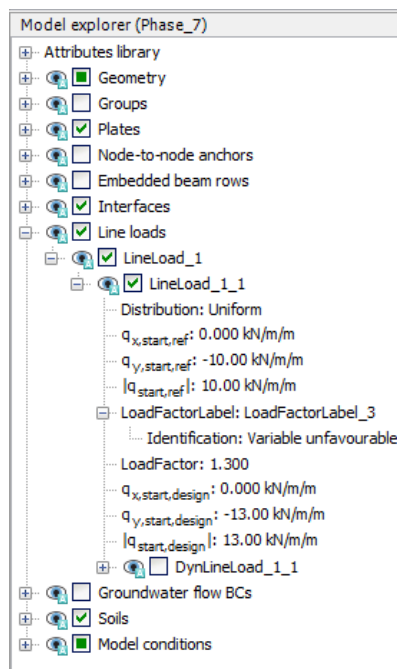 Model explorer (Phase_7)
Attributes library
Geometry
Groups
Plates
Node-to-node anchors
Embedded beam rows
Interfaces
Line loads
LineLoad_1
LineLoad_1_1
Distribution: Uniform
qx,start,ref: 0.000 kN/m/m
qy,start,ref: -10.00 kN/m/m
|qstart,ref|: 10.00 kN/m/m
LoadFactorLabel: LoadFactorLabel_3
Identification: Variable unfavourable
LoadFactor: 1.300
qx,start,design: 0.000 kN/m/m
qy,start,design: -13.00 kN/m/m
|qstart,design|: 13.00 kN/m/m
DynLineLoad_1_1
Groundwater flow BCs
Soils
Model conditions